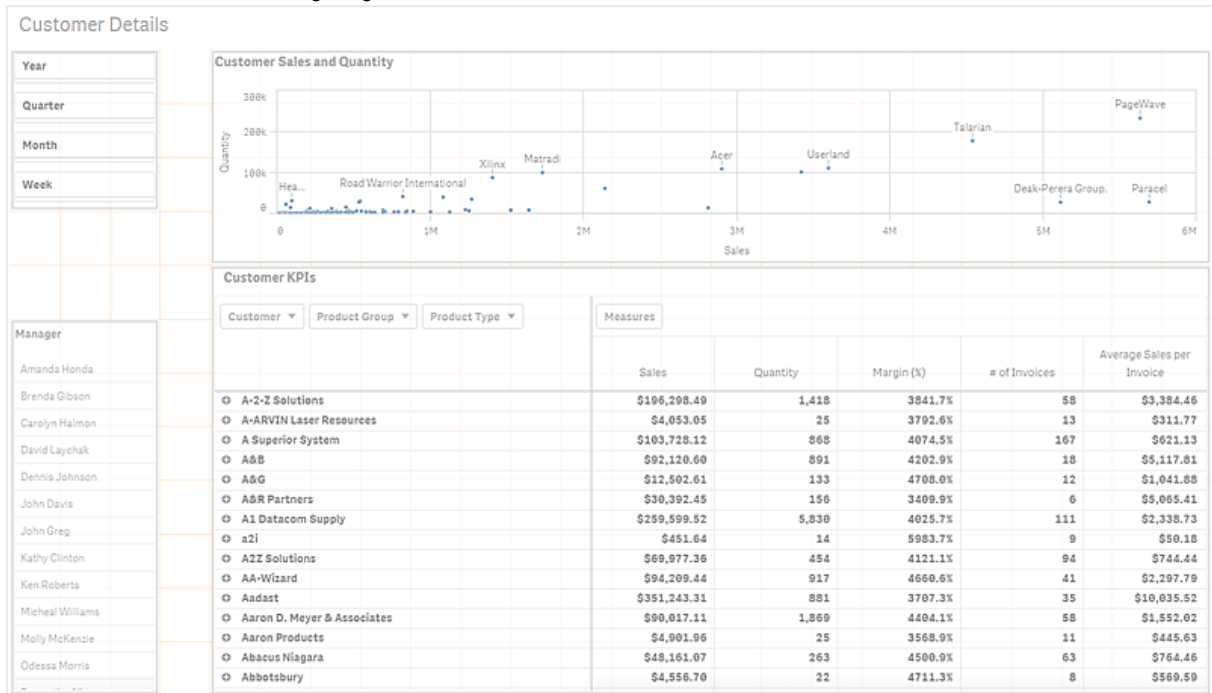 Customer Details
Year
Quarter
Month
Week
Customer Sales and Quantity
300k
200k
100k
0
Quantity
PageWave
Talarian
Acer
Userland
Matradi
Xilinx
Road Warrior International
Hea...
Deak-Perera Group.
Paracel
0 1M 2M 3M 4M 5M 6M
Sales
Manager
Amanda Honda
Brenda Gibson
Carolyn Halmon
David Laychak
Dennis Johnson
John Davis
John Greg
Kathy Clinton
Ken Roberts
Micheal Williams
Molly McKenzie
Odessa Morris
Customer KPIs
Customer Product Group Product Type Measures
Sales Quantity Margin (%) # of Invoices Average Sales per Invoice
A-2-Z Solutions $196,298.49 1,418 3841.7% 58 $3,384.46
A-ARVIN Laser Resources $4,053.05 25 3792.6% 13 $311.77
A Superior System $103,728.12 868 4074.5% 167 $621.13
A&B $92,120.60 891 4202.9% 18 $5,117.81
A&G $12,502.61 133 4708.0% 12 $1,041.88
A&R Partners $30,392.45 156 3409.9% 6 $5,065.41
A1 Datacom Supply $259,599.52 5,830 4025.7% 111 $2,338.73
a2i $451.64 14 5983.7% 9 $50.18
A2Z Solutions $69,977.36 454 4121.1% 94 $744.44
AA-Wizard $94,209.44 917 4660.6% 41 $2,297.79
Aadast $351,243.31 881 3707.3% 35 $10,035.52
Aaron D. Meyer & Associates $90,017.11 1,869 4404.1% 58 $1,552.02
Aaron Products $4,901.96 25 3568.9% 11 $445.63
Abacus Niagara $48,161.07 263 4500.9% 63 $764.46
Abbotsbury $4,556.70 22 4711.3% 8 $569.59